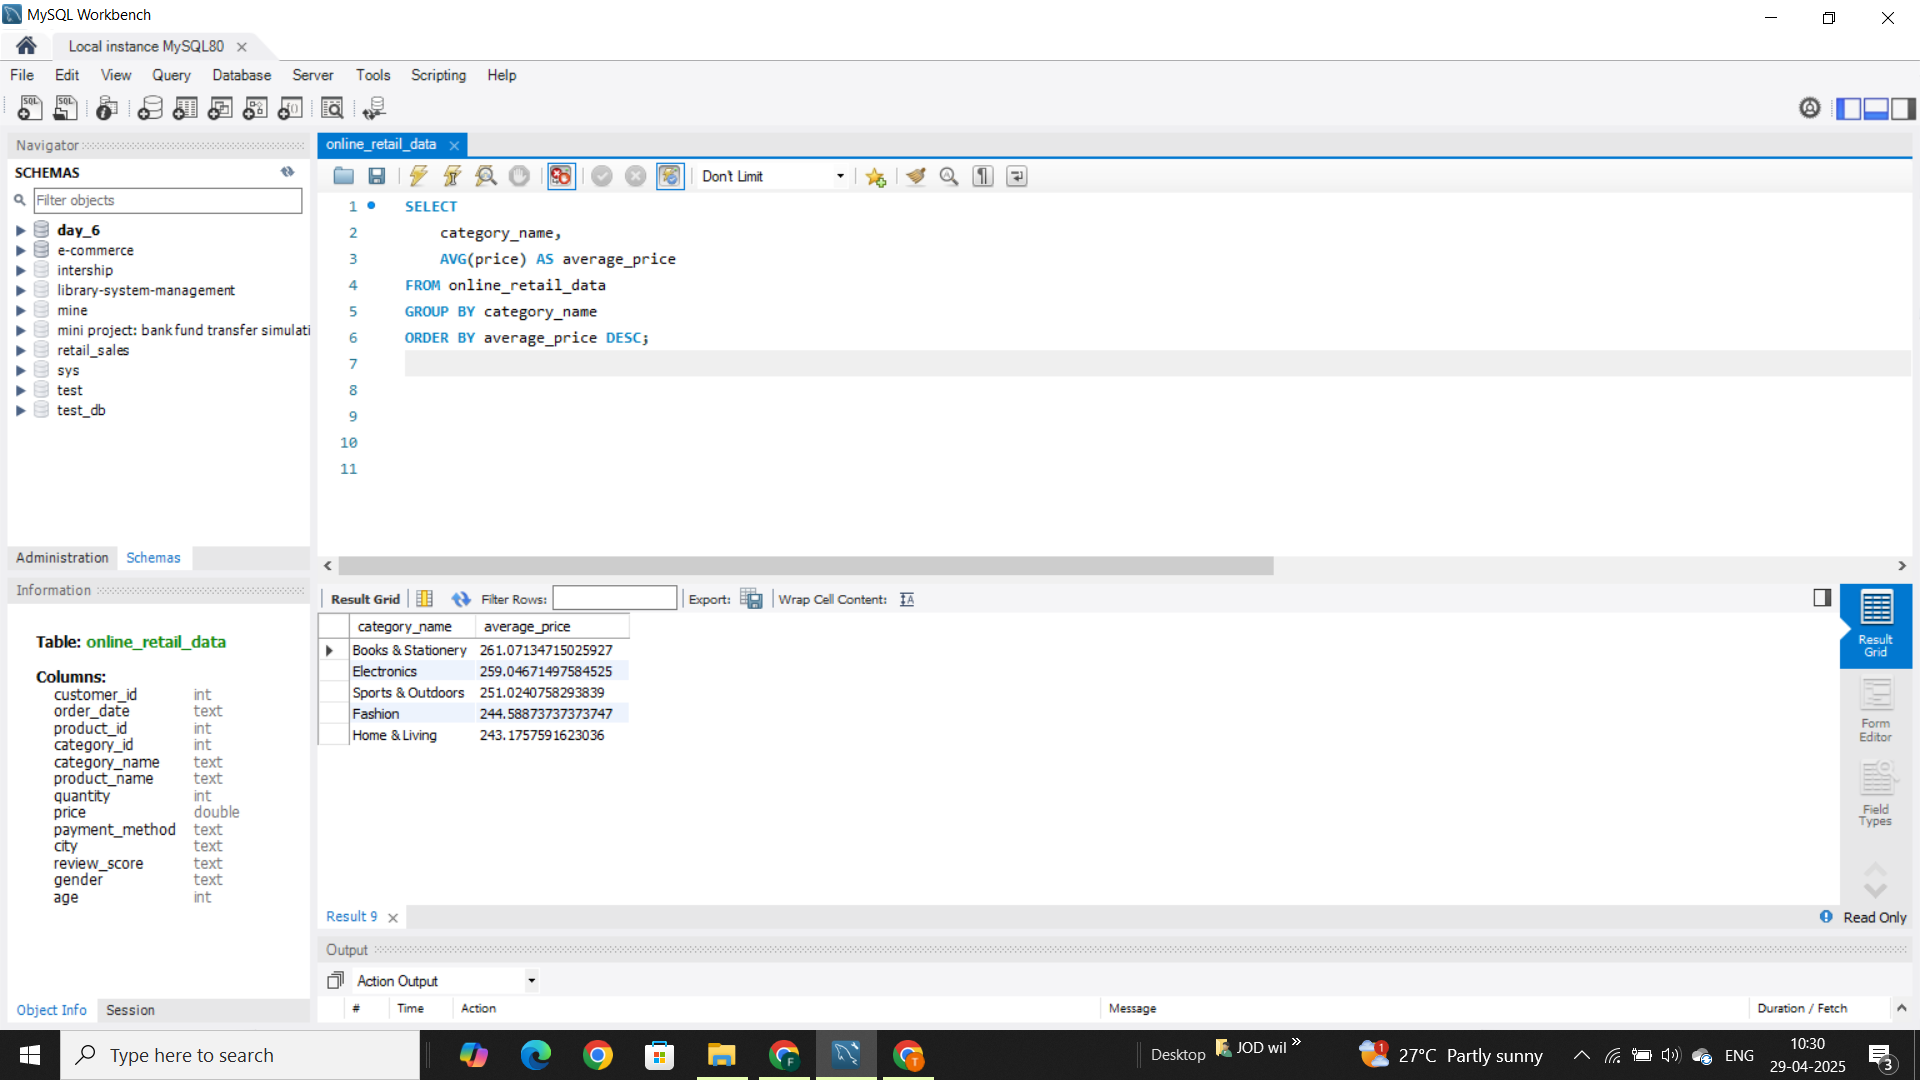 MySQL Workbench
Local instance MySQL80
File Edit View Query Database Server Tools Scripting Help
Navigator
SCHEMAS
Filter objects
day_6
e-commerce
intership
library-system-management
mine
mini project: bank fund transfer simulati
retail_sales
sys
test
test_db
Administration Schemas
Information
Table: online_retail_data
Columns:
customer_id int
order_date text
product_id int
category_id int
category_name text
product_name text
quantity int
price double
payment_method text
city text
review_score text
gender text
age int
Object Info Session
online_retail_data
Don't Limit
1 SELECT
2 category_name,
3 AVG(price) AS average_price
4 FROM online_retail_data
5 GROUP BY category_name
6 ORDER BY average_price DESC;
7
8
9
10
11
Result Grid Filter Rows: Export: Wrap Cell Content:
category_name average_price
Books & Stationery 261.07134715025927
Electronics 259.04671497584525
Sports & Outdoors 251.0240758293839
Fashion 244.58873737373747
Home & Living 243.1757591623036
Result
Grid
Form
Editor
Field
Types
Result 9
Read Only
Output
Action Output
# Time Action Message Duration / Fetch
Type here to search
Desktop
JOD wil
27°C Partly sunny
ENG
10:30
29-04-2025
3